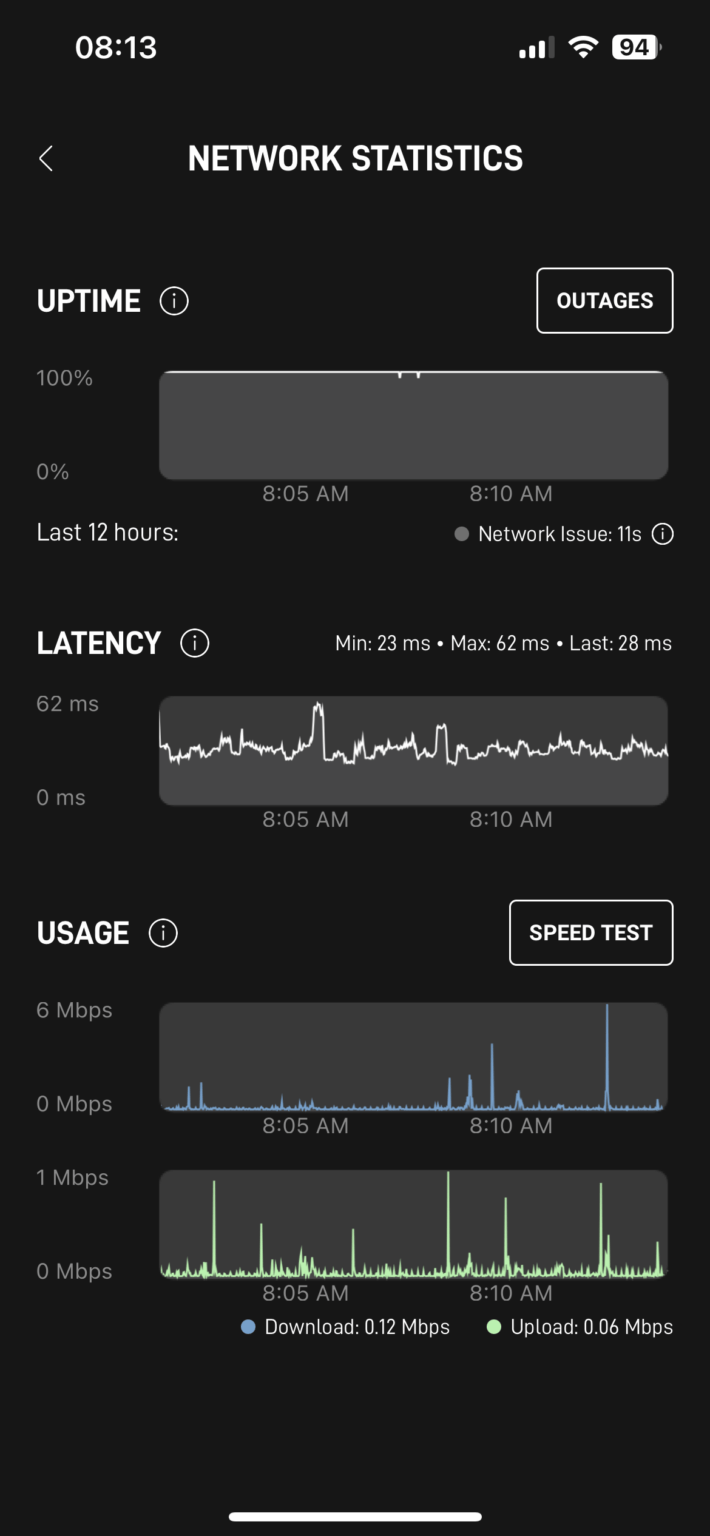 08:13
94
NETWORK STATISTICS
UPTIME
OUTAGES
100%
0%
8:05 AM 8:10 AM
Last 12 hours: Network Issue: 11s
LATENCY Min: 23 ms • Max: 62 ms • Last: 28 ms
62 ms
0 ms
8:05 AM 8:10 AM
USAGE
SPEED TEST
6 Mbps
0 Mbps
8:05 AM 8:10 AM
1 Mbps
0 Mbps
8:05 AM 8:10 AM
Download: 0.12 Mbps Upload: 0.06 Mbps